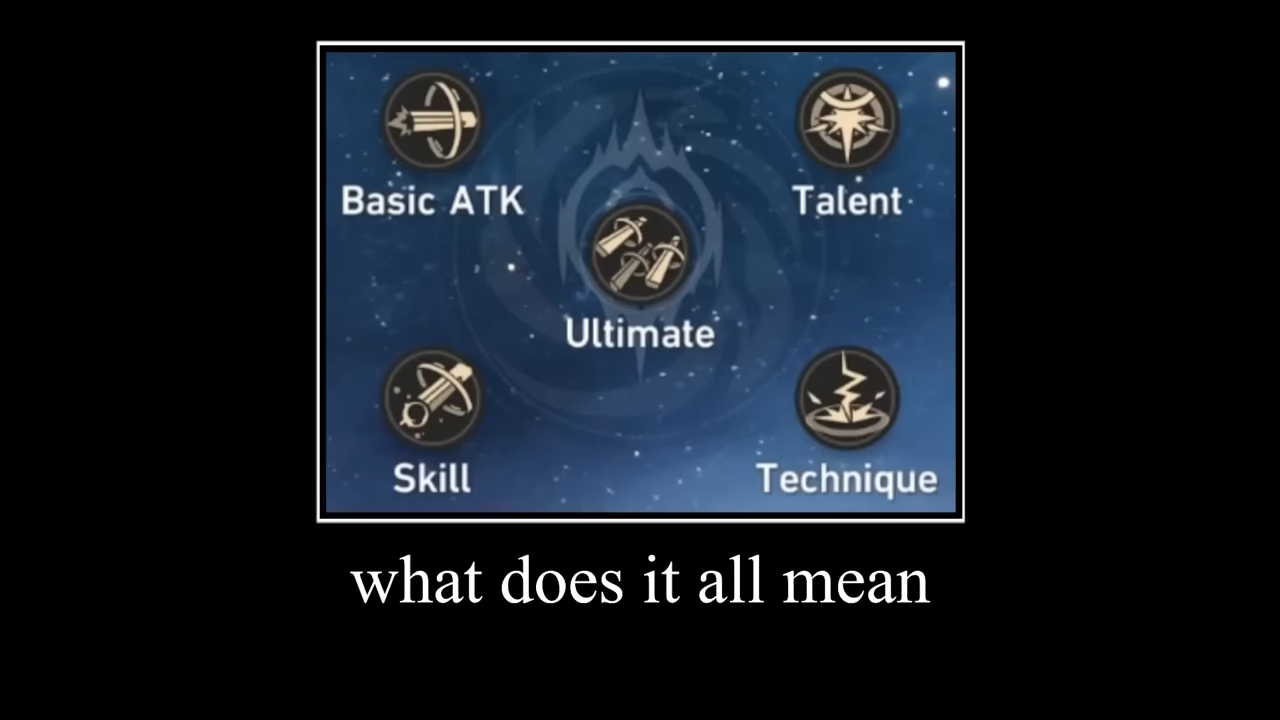 Basic ATK
Talent
Ultimate
Skill
Technique
what does it all mean